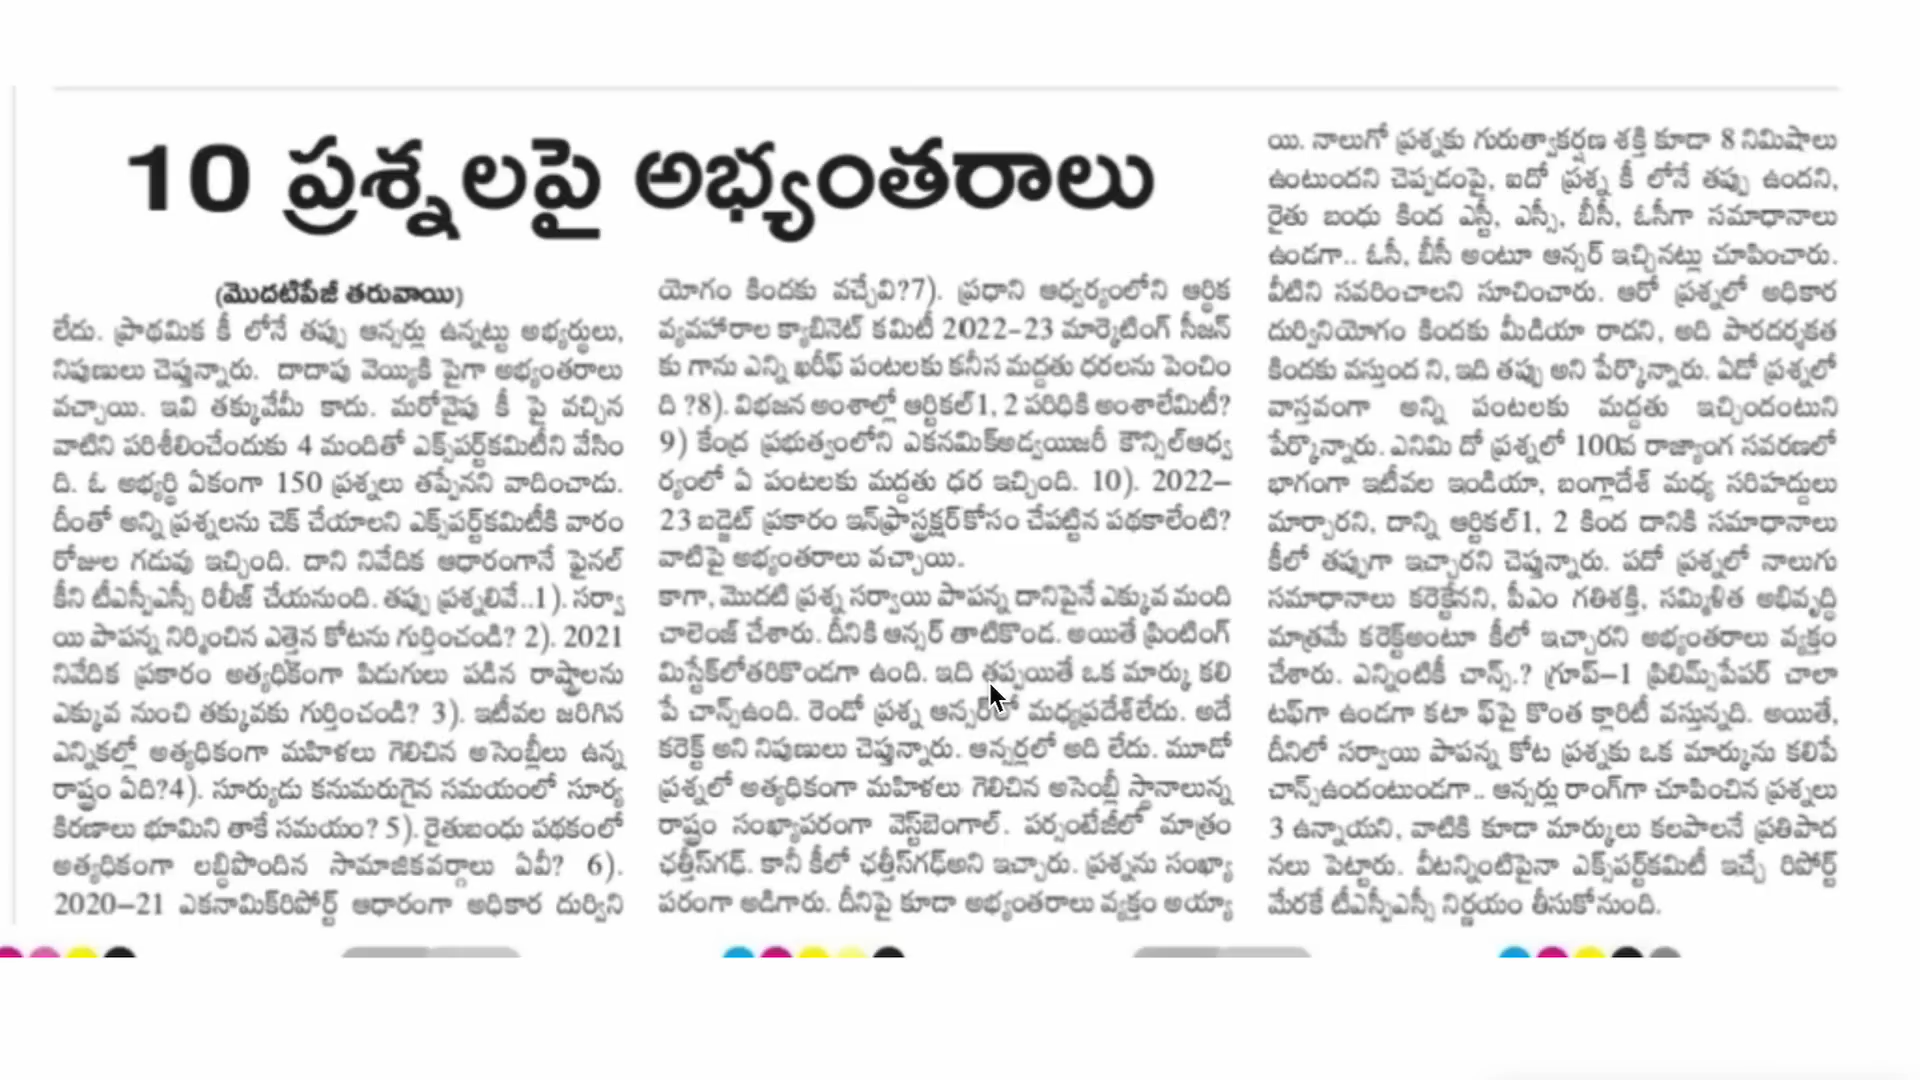 10 ప్రశ్నలపై అభ్యంతరాలు
(మొదటిపేజీ తరువాయి)
లేదు. ప్రాథమిక కీ లోనే తప్పు ఆన్సర్లు ఉన్నట్టు అభ్యర్థులు,
నిపుణులు చెప్తున్నారు. దాదాపు వెయ్యికి పైగా అభ్యంతరాలు
వచ్చాయి. ఇవి తక్కువేమీ కాదు. మరోవైపు కీ పై వచ్చిన
వాటిని పరిశీలించేందుకు 4 మందితో ఎక్స్‌పర్ట్‌కమిటీని వేసిం
ది. ఓ అభ్యర్థి ఏకంగా 150 ప్రశ్నలు తప్పేనని వాదించాడు.
దీంతో అన్ని ప్రశ్నలను చెక్ చేయాలని ఎక్స్‌పర్ట్‌కమిటీకి వారం
రోజుల గడువు ఇచ్చింది. దాని నివేదిక ఆధారంగానే ఫైనల్
కీని టీఎస్పీఎస్సీ రిలీజ్ చేయనుంది. తప్పు ప్రశ్నలివే..1). సర్వా
యి పాపన్న నిర్మించిన ఎత్తైన కోటను గుర్తించండి? 2). 2021
నివేదిక ప్రకారం అత్యధికంగా పిడుగులు పడిన రాష్ట్రాలను
ఎక్కువ నుంచి తక్కువకు గుర్తించండి? 3). ఇటీవల జరిగిన
ఎన్నికల్లో అత్యధికంగా మహిళలు గెలిచిన అసెంబ్లీలు ఉన్న
రాష్ట్రం ఏది?4). సూర్యుడు కనుమరుగైన సమయంలో సూర్య
కిరణాలు భూమిని తాకే సమయం? 5). రైతుబంధు పథకంలో
అత్యధికంగా లబ్ధిపొందిన సామాజికవర్గాలు ఏవీ? 6).
2020–21 ఎకనామిక్‌రిపోర్ట్ ఆధారంగా అధికార దుర్విని
యోగం కిందకు వచ్చేవి?7). ప్రధాని ఆధ్వర్యంలోని ఆర్థిక
వ్యవహారాల క్యాబినెట్ కమిటీ 2022–23 మార్కెటింగ్ సీజన్
కు గాను ఎన్ని ఖరీఫ్ పంటలకు కనీస మద్దతు ధరలను పెంచిం
ది ?8). విభజన అంశాల్లో ఆర్టికల్1, 2 పరిధికి అంశాలేమిటీ?
9) కేంద్ర ప్రభుత్వంలోని ఎకనమిక్‌అడ్వయిజరీ కౌన్సిల్‌ఆధ్వ
ర్యంలో ఏ పంటలకు మద్దతు ధర ఇచ్చింది. 10). 2022–
23 బడ్జెట్ ప్రకారం ఇన్‌ఫ్రాస్ట్రక్చర్‌కోసం చేపట్టిన పథకాలేంటి?
వాటిపై అభ్యంతరాలు వచ్చాయి.
కాగా, మొదటి ప్రశ్న సర్వాయి పాపన్న దానిపైనే ఎక్కువ మంది
చాలెంజ్ చేశారు. దీనికి ఆన్సర్ తాటికొండ. అయితే ప్రింటింగ్
మిస్టేక్‌లోతరికొండగా ఉంది. ఇది తప్పయితే ఒక మార్కు కలి
పే చాన్స్‌ఉంది. రెండో ప్రశ్న ఆన్సర్‌లో మధ్యప్రదేశ్‌లేదు. అదే
కరెక్ట్ అని నిపుణులు చెప్తున్నారు. ఆన్సర్లలో అది లేదు. మూడో
ప్రశ్నలో అత్యధికంగా మహిళలు గెలిచిన అసెంబ్లీ స్థానాలున్న
రాష్ట్రం సంఖ్యాపరంగా వెస్ట్‌బెంగాల్. పర్సంటేజీలో మాత్రం
ఛత్తీస్‌గఢ్. కానీ కీలో ఛత్తీస్‌గఢ్‌అని ఇచ్చారు. ప్రశ్నను సంఖ్యా
పరంగా అడిగారు. దీనిపై కూడా అభ్యంతరాలు వ్యక్తం అయ్యా
యి. నాలుగో ప్రశ్నకు గురుత్వాకర్షణ శక్తి కూడా 8 నిమిషాలు
ఉంటుందని చెప్పడంపై, ఐదో ప్రశ్న కీ లోనే తప్పు ఉందని,
రైతు బంధు కింద ఎస్టీ, ఎస్సీ, బీసీ, ఓసీగా సమాధానాలు
ఉండగా.. ఓసీ, బీసీ అంటూ ఆన్సర్ ఇచ్చినట్లు చూపించారు.
వీటిని సవరించాలని సూచించారు. ఆరో ప్రశ్నలో అధికార
దుర్వినియోగం కిందకు మీడియా రాదని, అది పారదర్శకత
కిందకు వస్తుంద ని, ఇది తప్పు అని పేర్కొన్నారు. ఏడో ప్రశ్నలో
వాస్తవంగా అన్ని పంటలకు మద్దతు ఇచ్చిందంటుని
పేర్కొన్నారు. ఎనిమి దో ప్రశ్నలో 100వ రాజ్యాంగ సవరణలో
భాగంగా ఇటీవల ఇండియా, బంగ్లాదేశ్ మధ్య సరిహద్దులు
మార్చారని, దాన్ని ఆర్టికల్1, 2 కింద దానికి సమాధానాలు
కీలో తప్పుగా ఇచ్చారని చెప్తున్నారు. పదో ప్రశ్నలో నాలుగు
సమాధానాలు కరెక్టేనని, పీఎం గతిశక్తి, సమ్మిళిత అభివృద్ధి
మాత్రమే కరెక్ట్‌అంటూ కీలో ఇచ్చారని అభ్యంతరాలు వ్యక్తం
చేశారు. ఎన్నింటికీ చాన్స్.? గ్రూప్–1 ప్రిలిమ్స్‌పేపర్ చాలా
టఫ్‌గా ఉండగా కటా ఫ్‌పై కొంత క్లారిటీ వస్తున్నది. అయితే,
దీనిలో సర్వాయి పాపన్న కోట ప్రశ్నకు ఒక మార్కును కలిపే
చాన్స్‌ఉందంటుండగా.. ఆన్సర్లు రాంగ్‌గా చూపించిన ప్రశ్నలు
3 ఉన్నాయని, వాటికి కూడా మార్కులు కలపాలనే ప్రతిపాద
నలు పెట్టారు. వీటన్నింటిపైనా ఎక్స్‌పర్ట్‌కమిటీ ఇచ్చే రిపోర్ట్
మేరకే టీఎస్పీఎస్సీ నిర్ణయం తీసుకోనుంది.